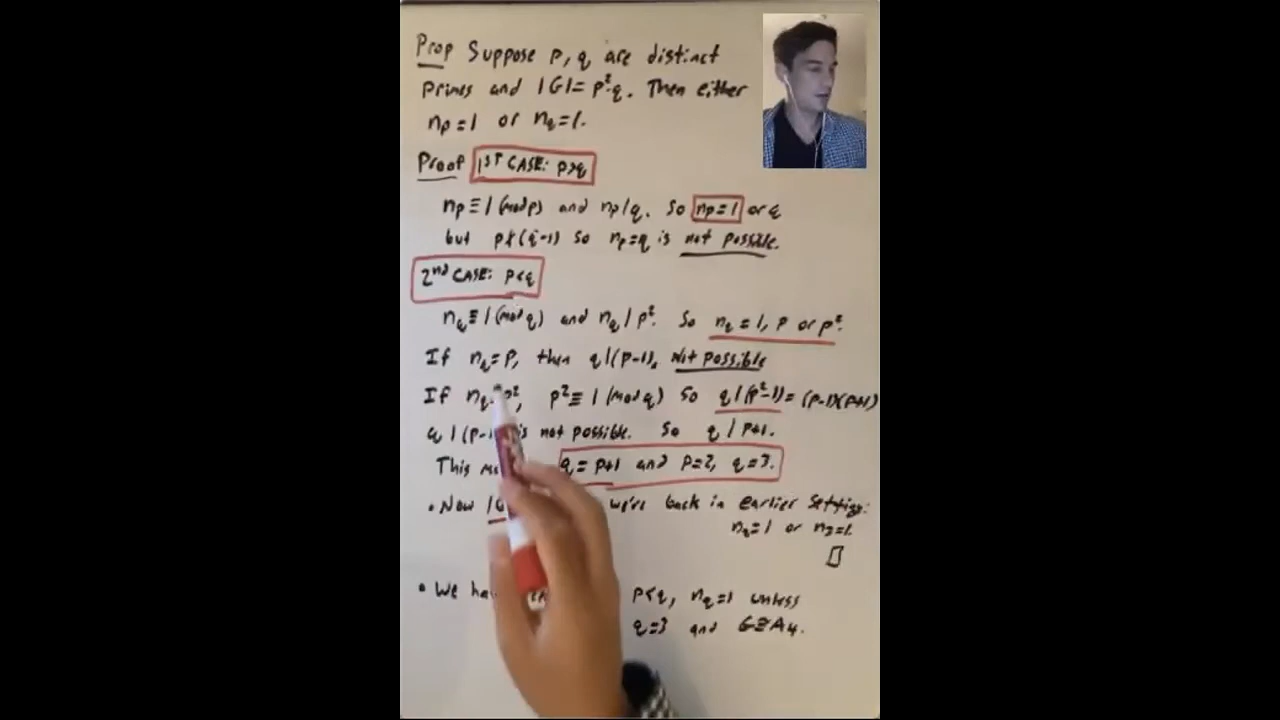 Prop Suppose p, q are distinct
primes and |G| = p²·q. Then either
np = 1 or nq = 1.
Proof 1ST CASE: p>q
np ≡ 1 (mod p) and np|q. So np=1 or q
but p∤(q-1) so np=q is not possible.
2nd CASE: p<q
nq ≡ 1 (mod q) and nq | p². So nq = 1, p or p².
If nq = p, then q|(p-1), Not possible
If nq p², p² ≡ 1 (mod q) so q|(p²-1) = (p-1)(p+1)
q | (p-1 is not possible. So q | p+1.
This q = p+1 and p=2, q=3.
• Now |G we're back in earlier setting:
n₂=1 or n₃=1.
□
• We p<q, nq=1 unless
q=3 and G≅A₄.